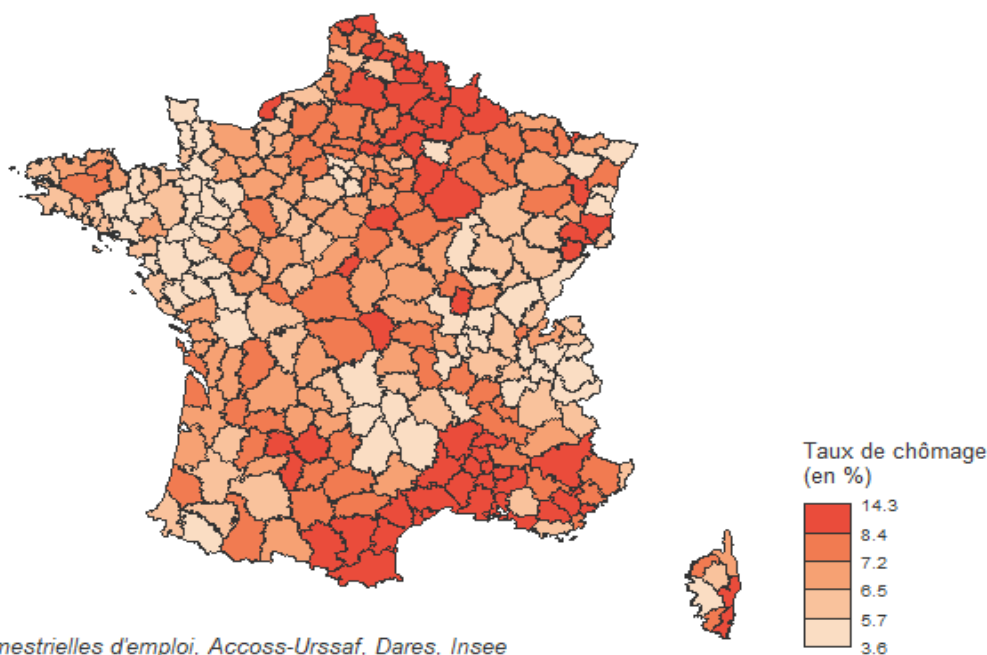 Taux de chômage
(en %)
14.3
8.4
7.2
6.5
5.7
3.6
mestrielles d'emploi, Accoss-Urssaf, Dares, Insee